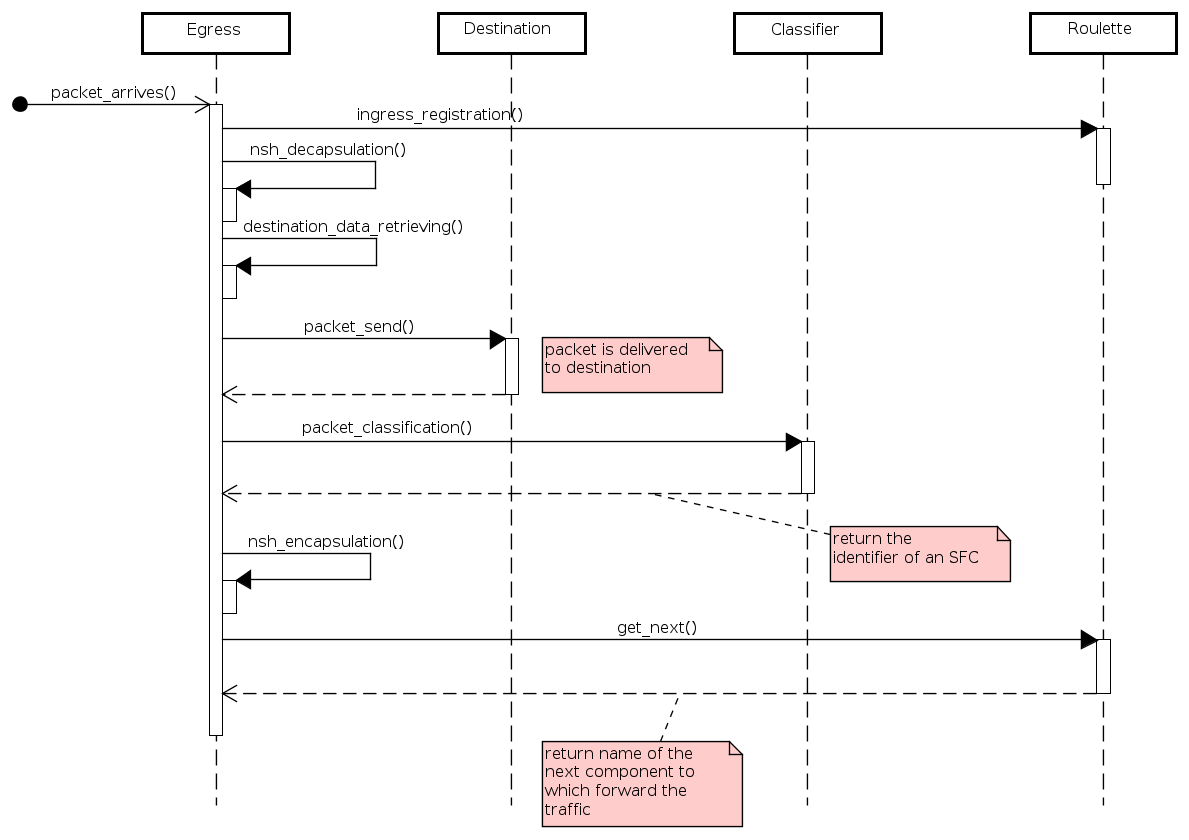 Egress
Destination
Classifier
Roulette
packet_arrives()
ingress_registration()
nsh_decapsulation()
destination_data_retrieving()
packet_send()
packet is delivered
to destination
packet_classification()
return the
identifier of an SFC
nsh_encapsulation()
get_next()
return name of the
next component to
which forward the
traffic